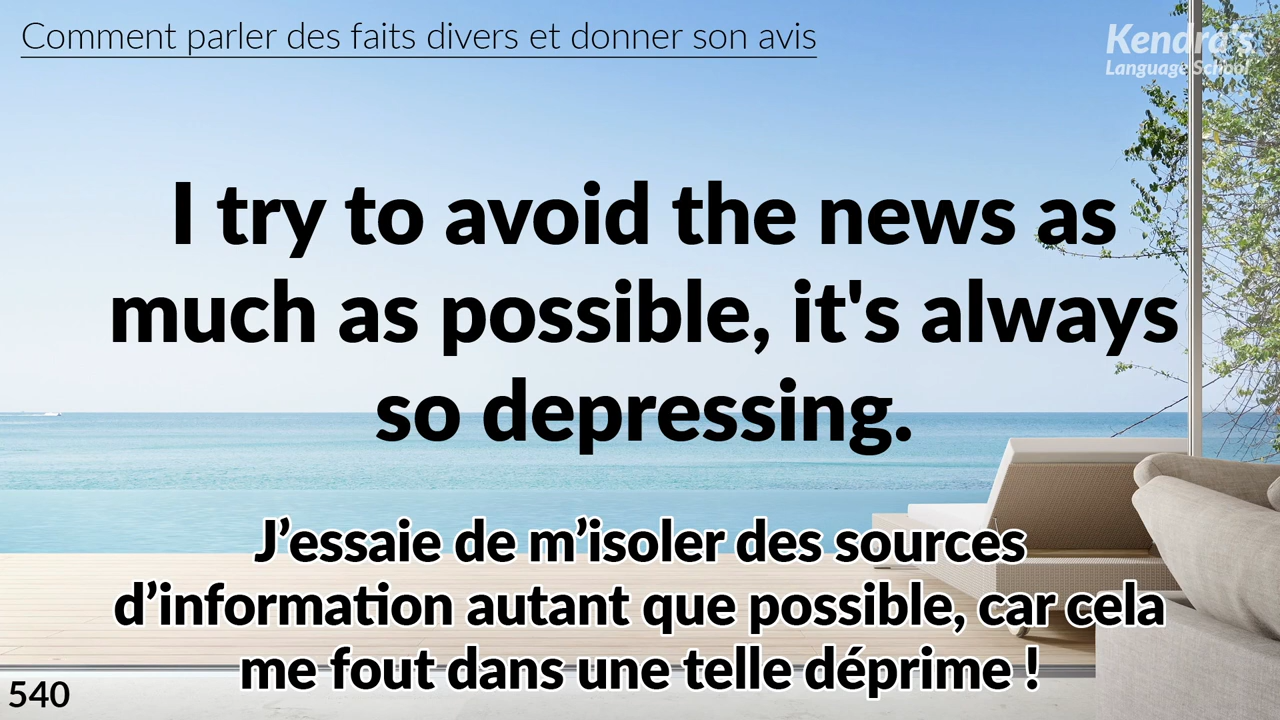 Comment parler des faits divers et donner son avis
Kendra's
Language School
I try to avoid the news as
much as possible, it's always
so depressing.
J’essaie de m’isoler des sources
d’information autant que possible, car cela
me fout dans une telle déprime !
540